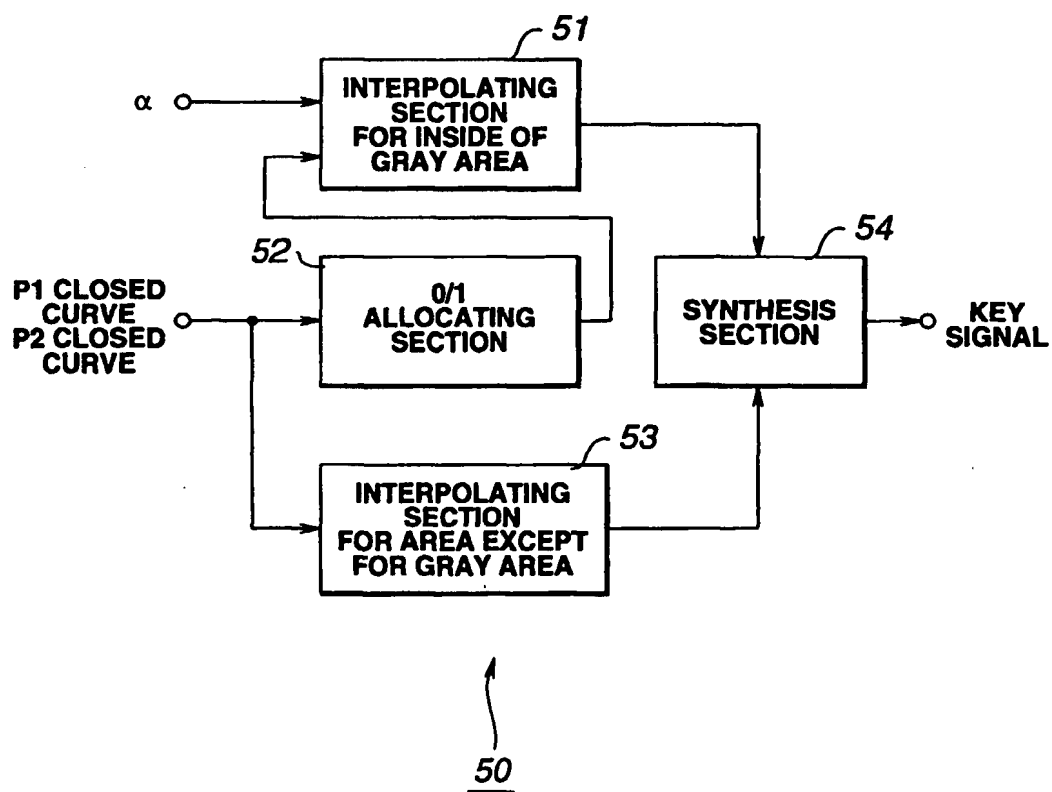 51
INTERPOLATING
SECTION
FOR INSIDE OF
GRAY AREA
α
52
0/1
ALLOCATING
SECTION
P1 CLOSED
CURVE
P2 CLOSED
CURVE
54
SYNTHESIS
SECTION
KEY
SIGNAL
53
INTERPOLATING
SECTION
FOR AREA EXCEPT
FOR GRAY AREA
50